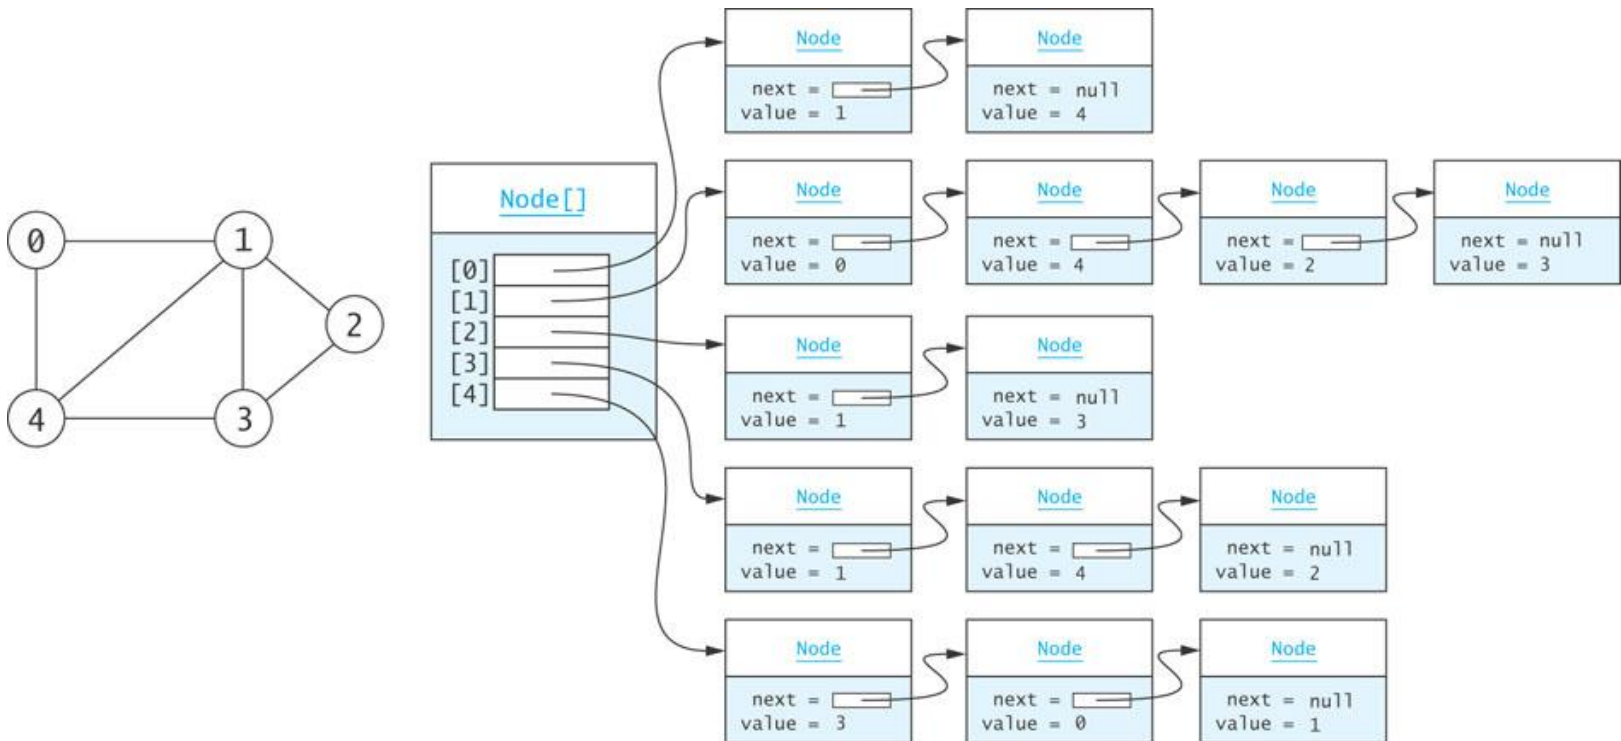 0
1
2
4
3
Node[]
[0]
[1]
[2]
[3]
[4]
Node
next =
value = 1
Node
next = null
value = 4
Node
next =
value = 0
Node
next =
value = 4
Node
next =
value = 2
Node
next = null
value = 3
Node
next =
value = 1
Node
next = null
value = 3
Node
next =
value = 1
Node
next =
value = 4
Node
next = null
value = 2
Node
next =
value = 3
Node
next =
value = 0
Node
next = null
value = 1